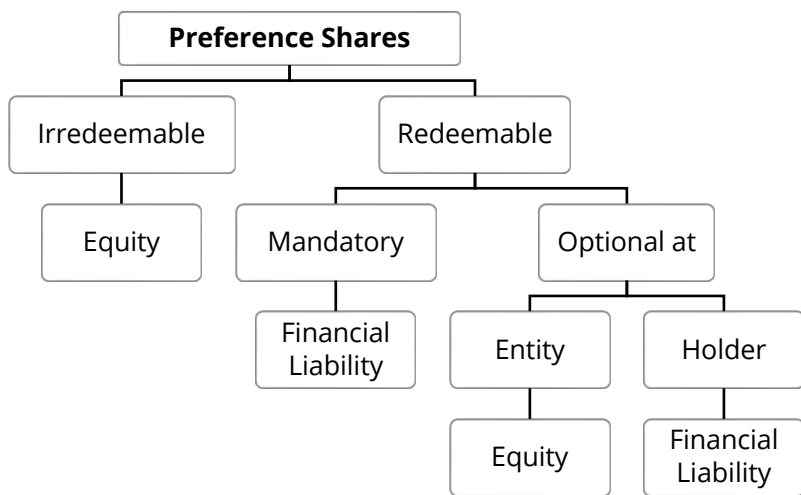 Preference Shares
Irredeemable
Redeemable
Equity
Mandatory
Optional at
Financial
Liability
Entity
Holder
Equity
Financial
Liability